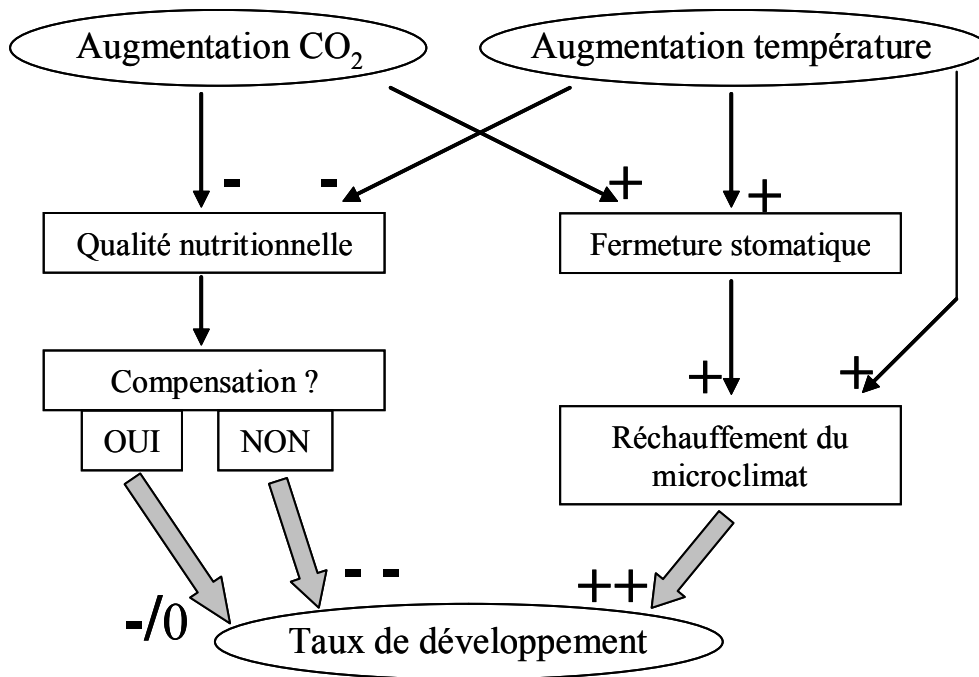 Augmentation CO₂
Augmentation température
- - + +
Qualité nutritionnelle
Fermeture stomatique
+ +
Compensation ?
OUI NON
Réchauffement du
microclimat
-/0 - - ++
Taux de développement